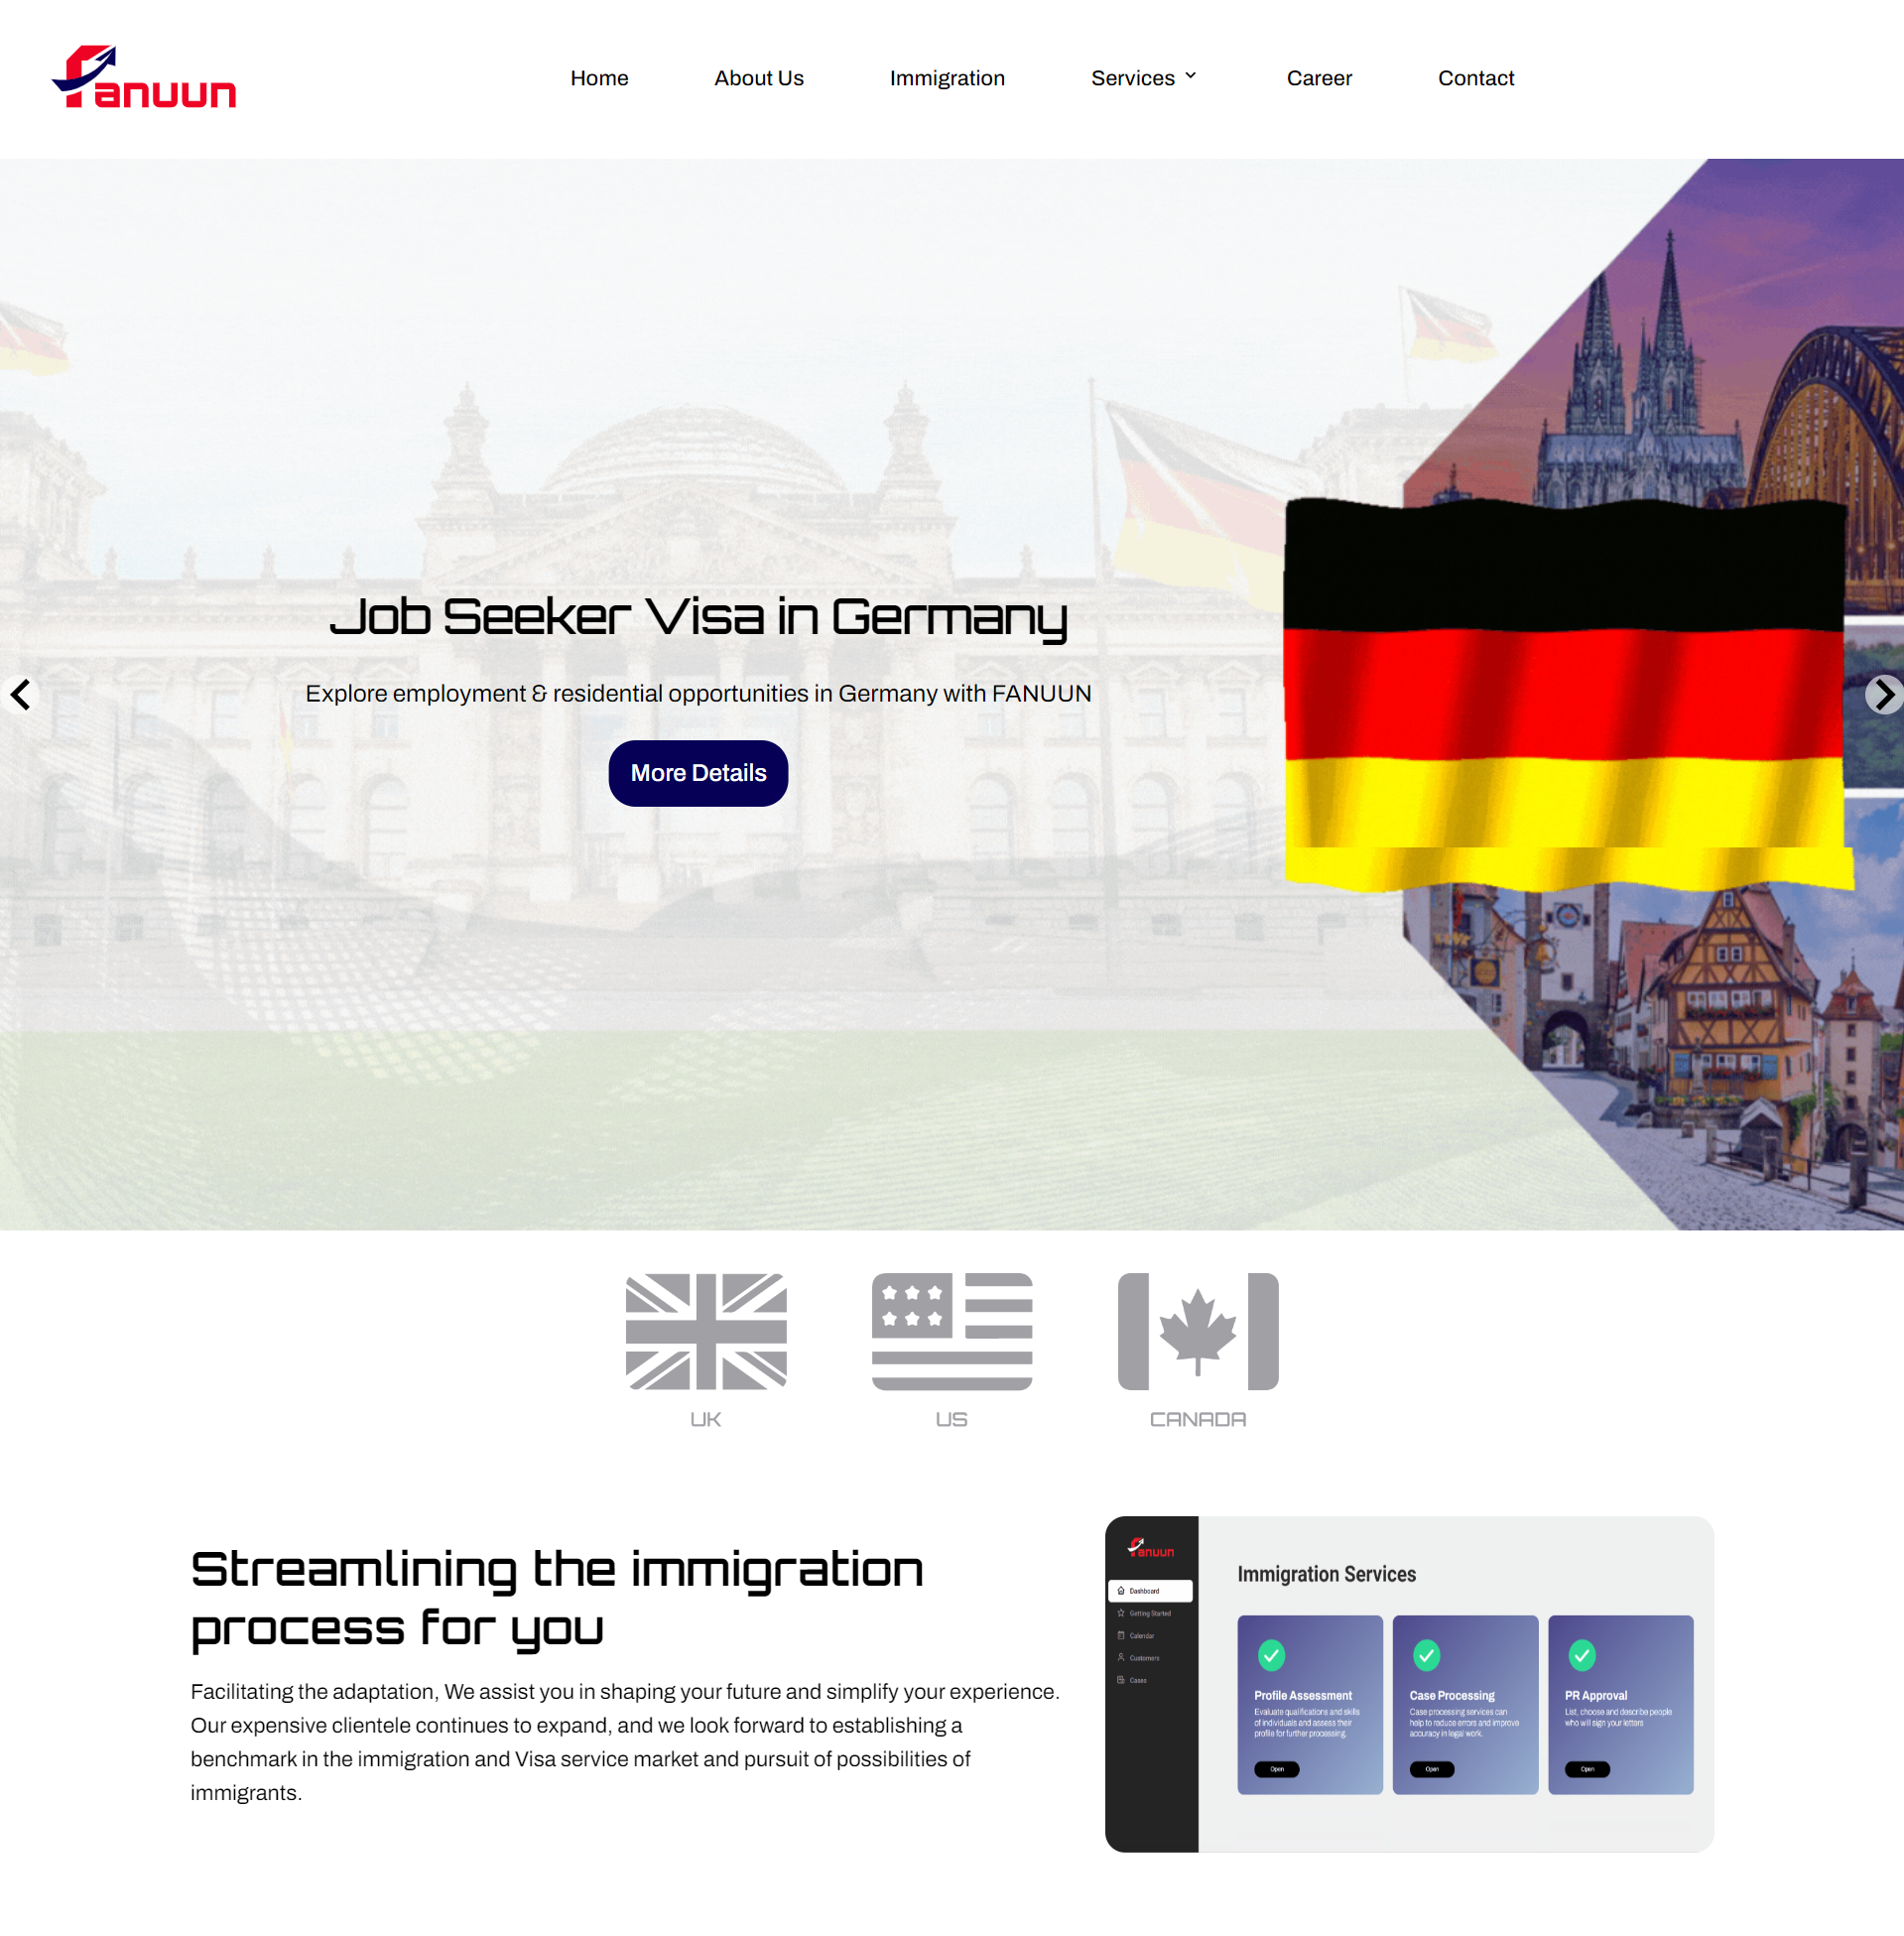 Fanuun
Home
About Us
Immigration
Services
Career
Contact
Job Seeker Visa in Germany
Explore employment & residential opportunities in Germany with FANUUN
More Details
UK
US
CANADA
Streamlining the immigration
process for you
Facilitating the adaptation, We assist you in shaping your future and simplify your experience.
Our expensive clientele continues to expand, and we look forward to establishing a
benchmark in the immigration and Visa service market and pursuit of possibilities of
immigrants.
Fanuun
Dashboard
Getting Started
Calendar
Customers
Cases
Immigration Services
Profile Assessment
Evaluate qualifications and skills
of individuals and assess their
profile for further processing.
Open
Case Processing
Case processing services can
help to reduce errors and improve
accuracy in legal work.
Open
PR Approval
List, choose and describe people
who will sign your letters
Open